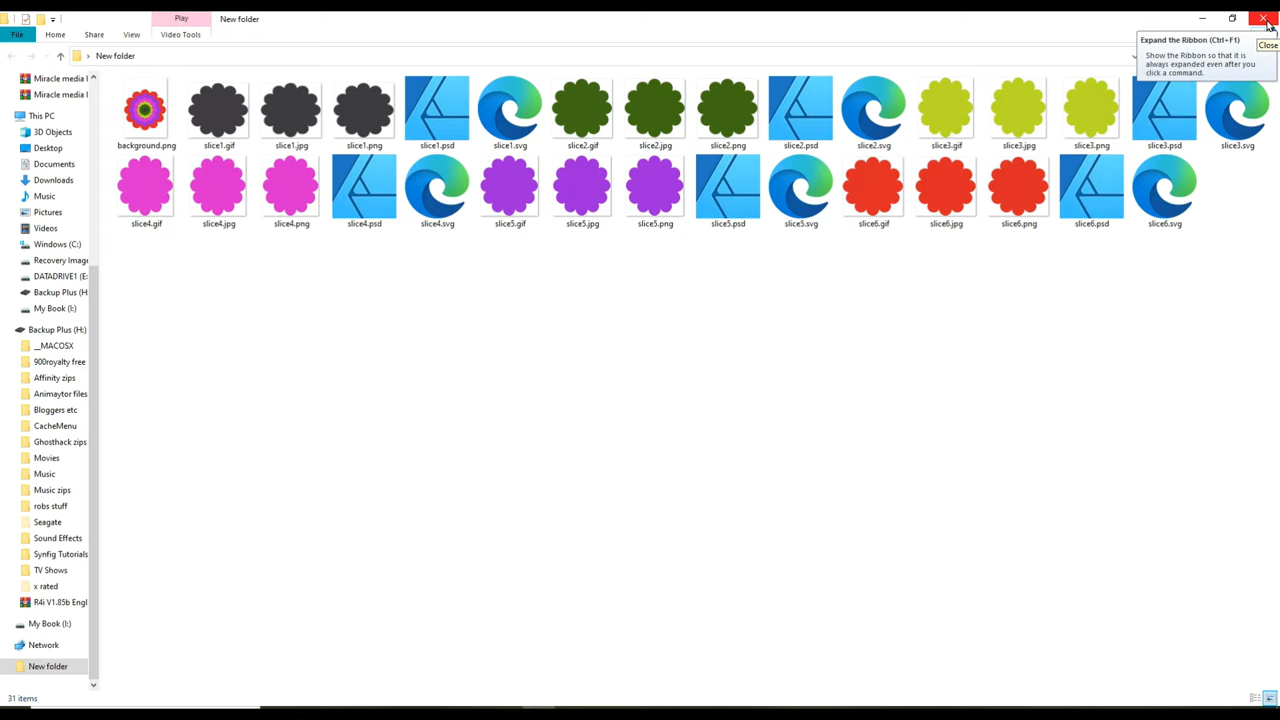 Play
New folder
File
Home
Share
View
Video Tools
New folder
Expand the Ribbon (Ctrl+F1)
Show the Ribbon so that it is
always expanded even after you
click a command.
Close
Miracle media
Miracle media
This PC
3D Objects
Desktop
Documents
Downloads
Music
Pictures
Videos
Windows (C:)
Recovery Image
DATADRIVE1 (E:
Backup Plus (H
My Book (I:)
Backup Plus (H:)
__MACOSX
900royalty free
Affinity zips
Animaytor files
Bloggers etc
CacheMenu
Ghosthack zips
Movies
Music
Music zips
robs stuff
Seagate
Sound Effects
Synfig Tutorials
TV Shows
x rated
R4i V1.85b Engl
My Book (I:)
Network
New folder
background.png
slice1.gif
slice1.jpg
slice1.png
slice1.psd
slice1.svg
slice2.gif
slice2.jpg
slice2.png
slice2.psd
slice2.svg
slice3.gif
slice3.jpg
slice3.png
slice3.psd
slice3.svg
slice4.gif
slice4.jpg
slice4.png
slice4.psd
slice4.svg
slice5.gif
slice5.jpg
slice5.png
slice5.psd
slice5.svg
slice6.gif
slice6.jpg
slice6.png
slice6.psd
slice6.svg
31 items